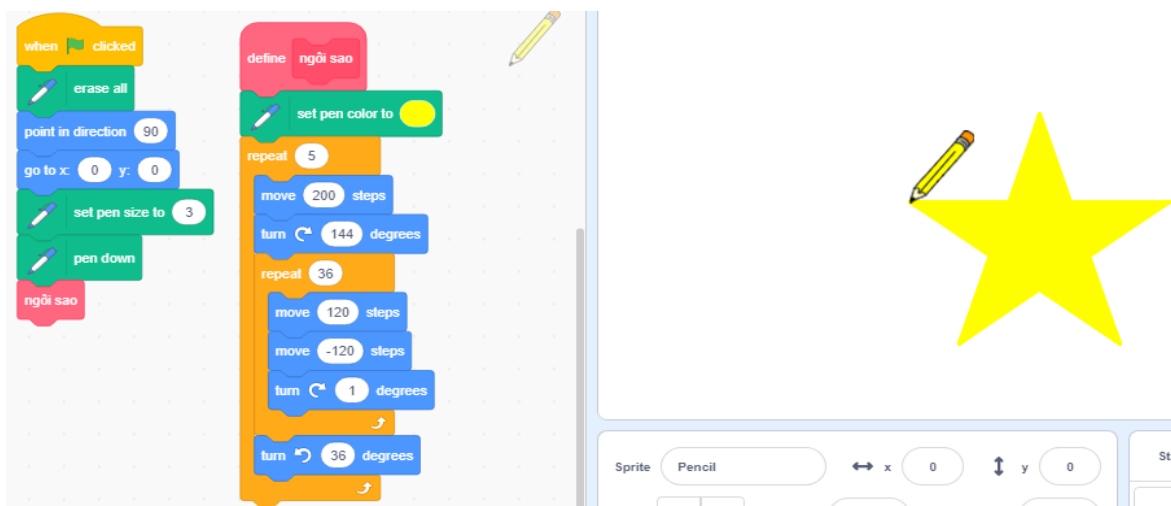 when clicked
erase all
point in direction 90
go to x: 0 y: 0
set pen size to 3
pen down
ngôi sao
define ngôi sao
set pen color to
repeat 5
move 200 steps
turn 144 degrees
repeat 36
move 120 steps
move -120 steps
turn 1 degrees
turn 36 degrees
Sprite Pencil x 0 y 0
St